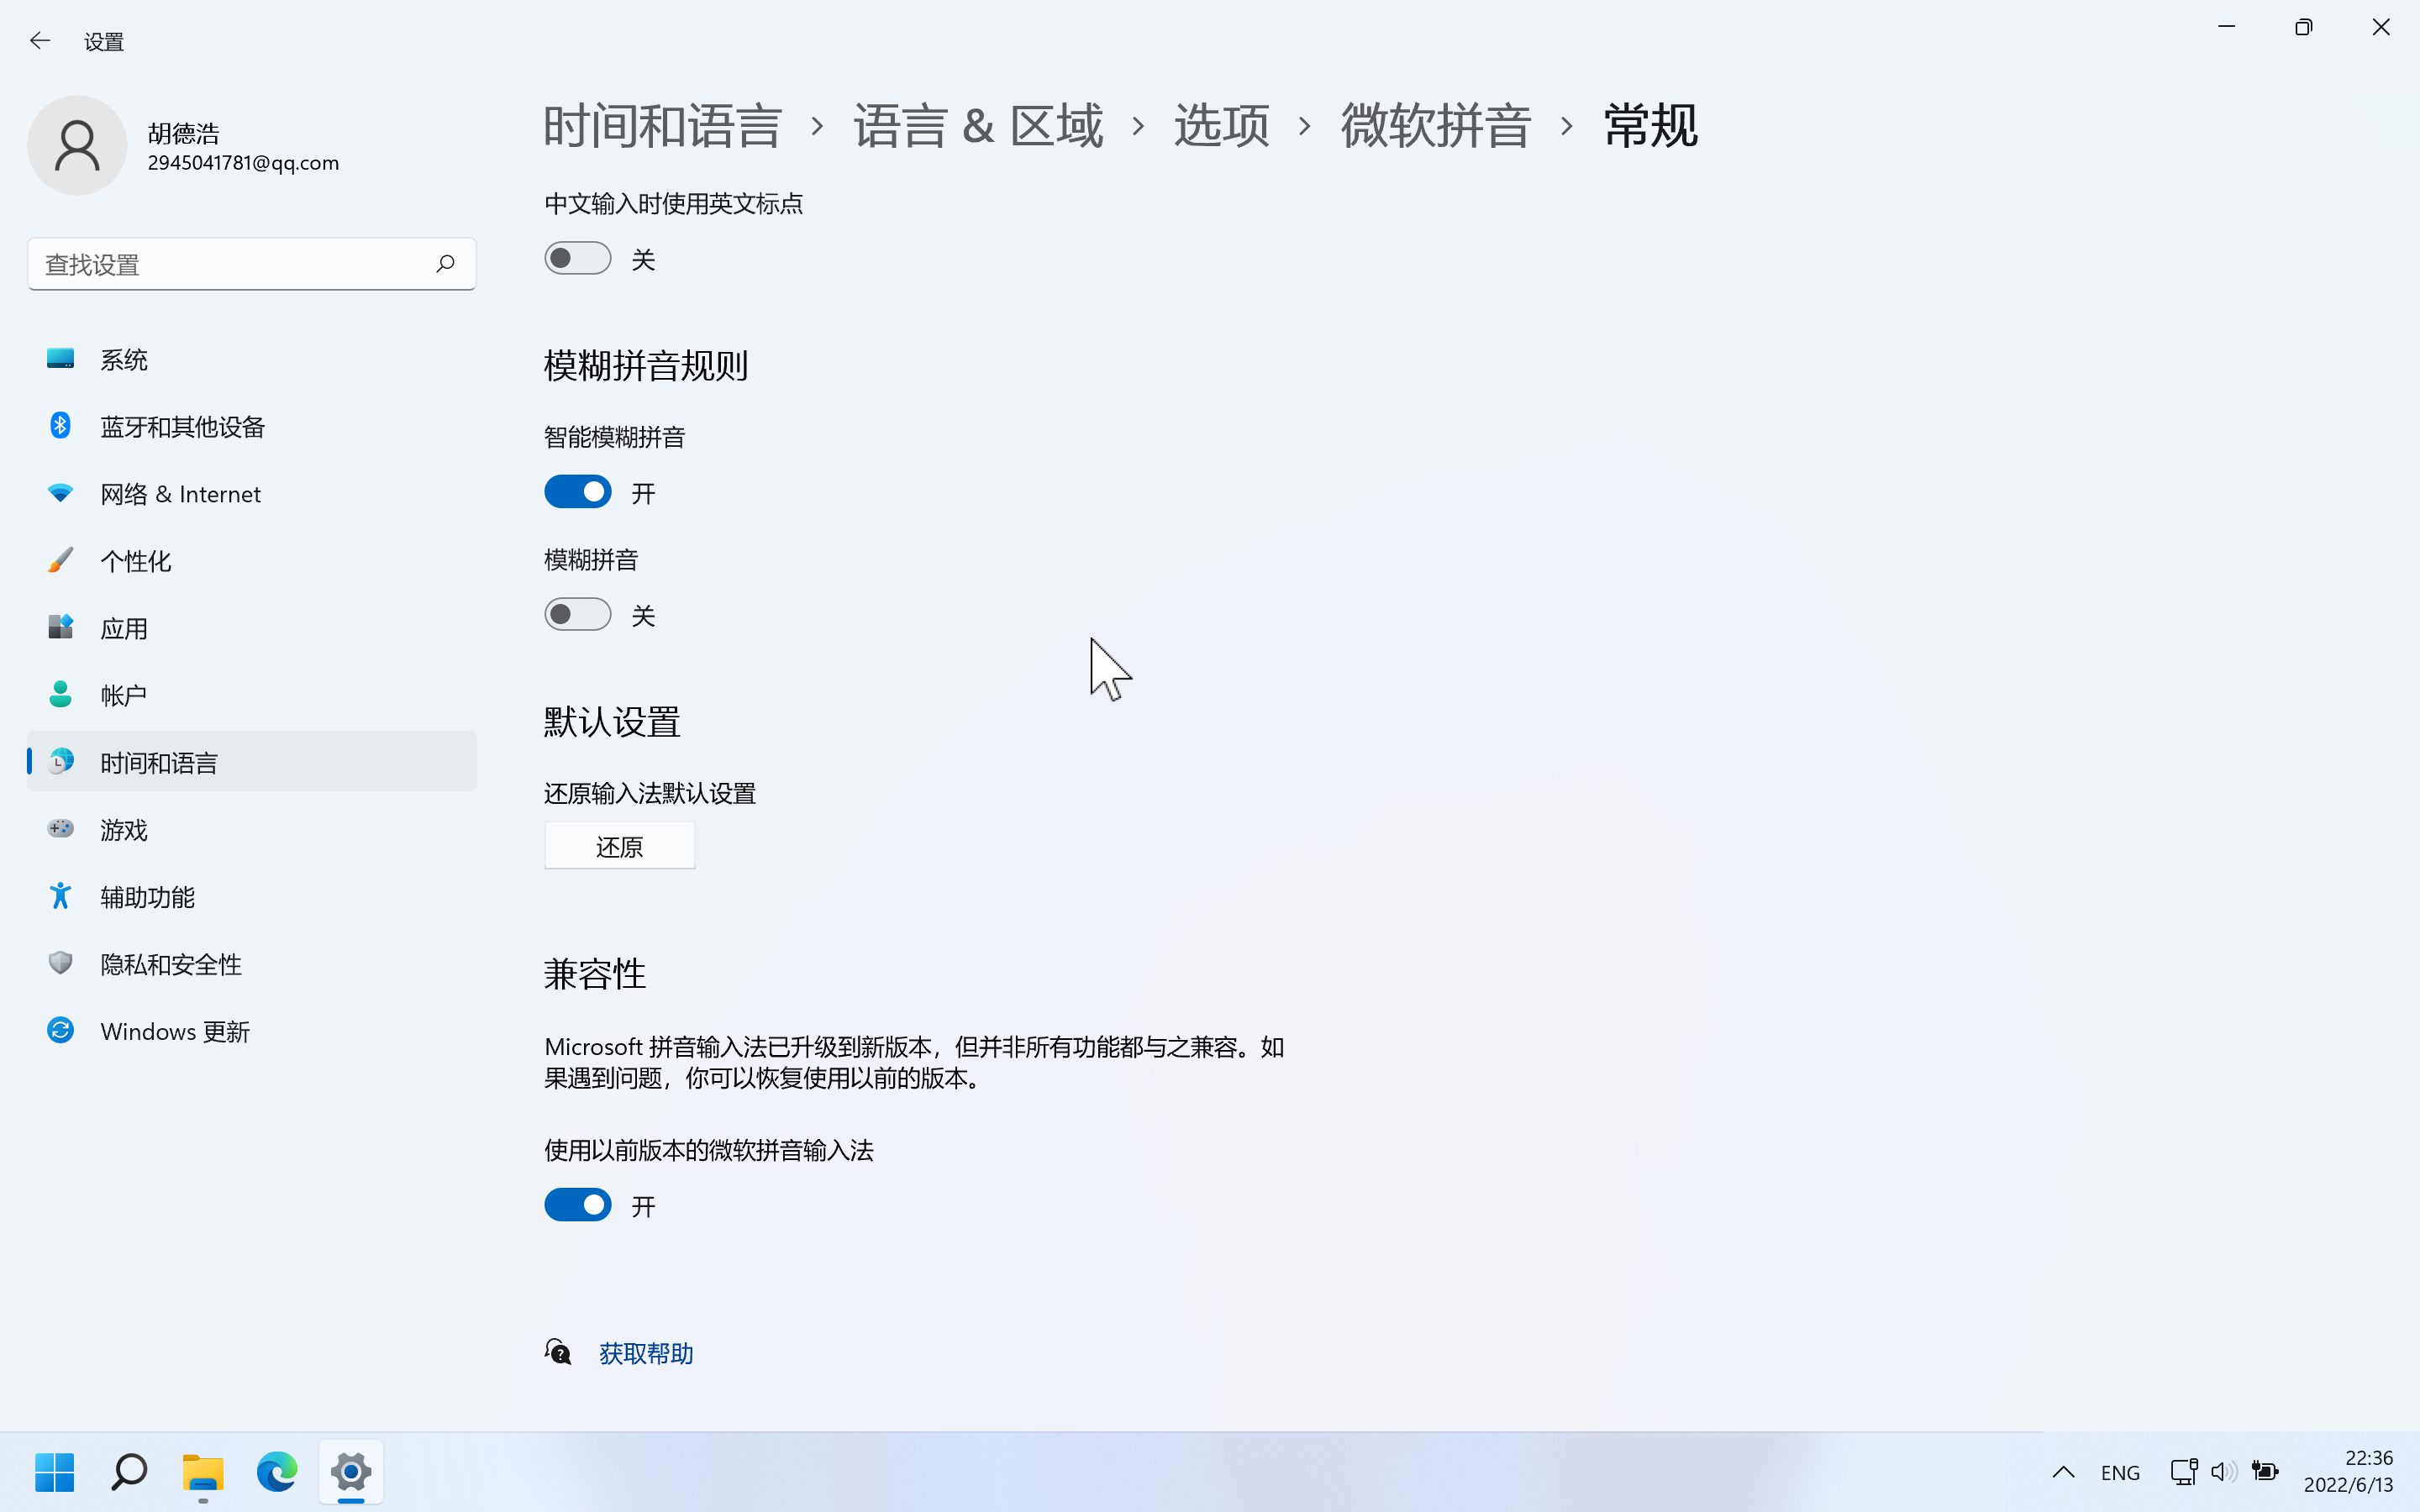 设置
胡德浩
2945041781@qq.com
查找设置
系统
蓝牙和其他设备
网络 & Internet
个性化
应用
帐户
时间和语言
游戏
辅助功能
隐私和安全性
Windows 更新
时间和语言 › 语言 & 区域 › 选项 › 微软拼音 › 常规
中文输入时使用英文标点
关
模糊拼音规则
智能模糊拼音
开
模糊拼音
关
默认设置
还原输入法默认设置
还原
兼容性
Microsoft 拼音输入法已升级到新版本，但并非所有功能都与之兼容。如
果遇到问题，你可以恢复使用以前的版本。
使用以前版本的微软拼音输入法
开
获取帮助
ENG
22:36
2022/6/13